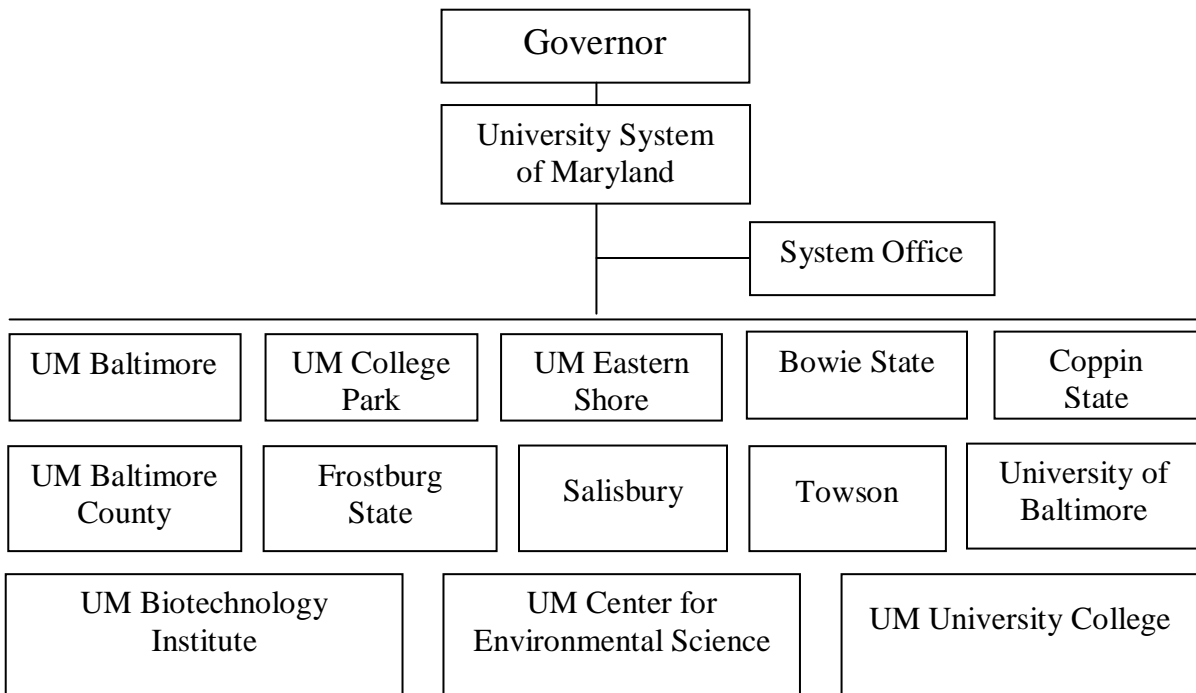 Governor
University System
of Maryland
System Office
UM Baltimore
UM College
Park
UM Eastern
Shore
Bowie State
Coppin
State
UM Baltimore
County
Frostburg
State
Salisbury
Towson
University of
Baltimore
UM Biotechnology
Institute
UM Center for
Environmental Science
UM University College